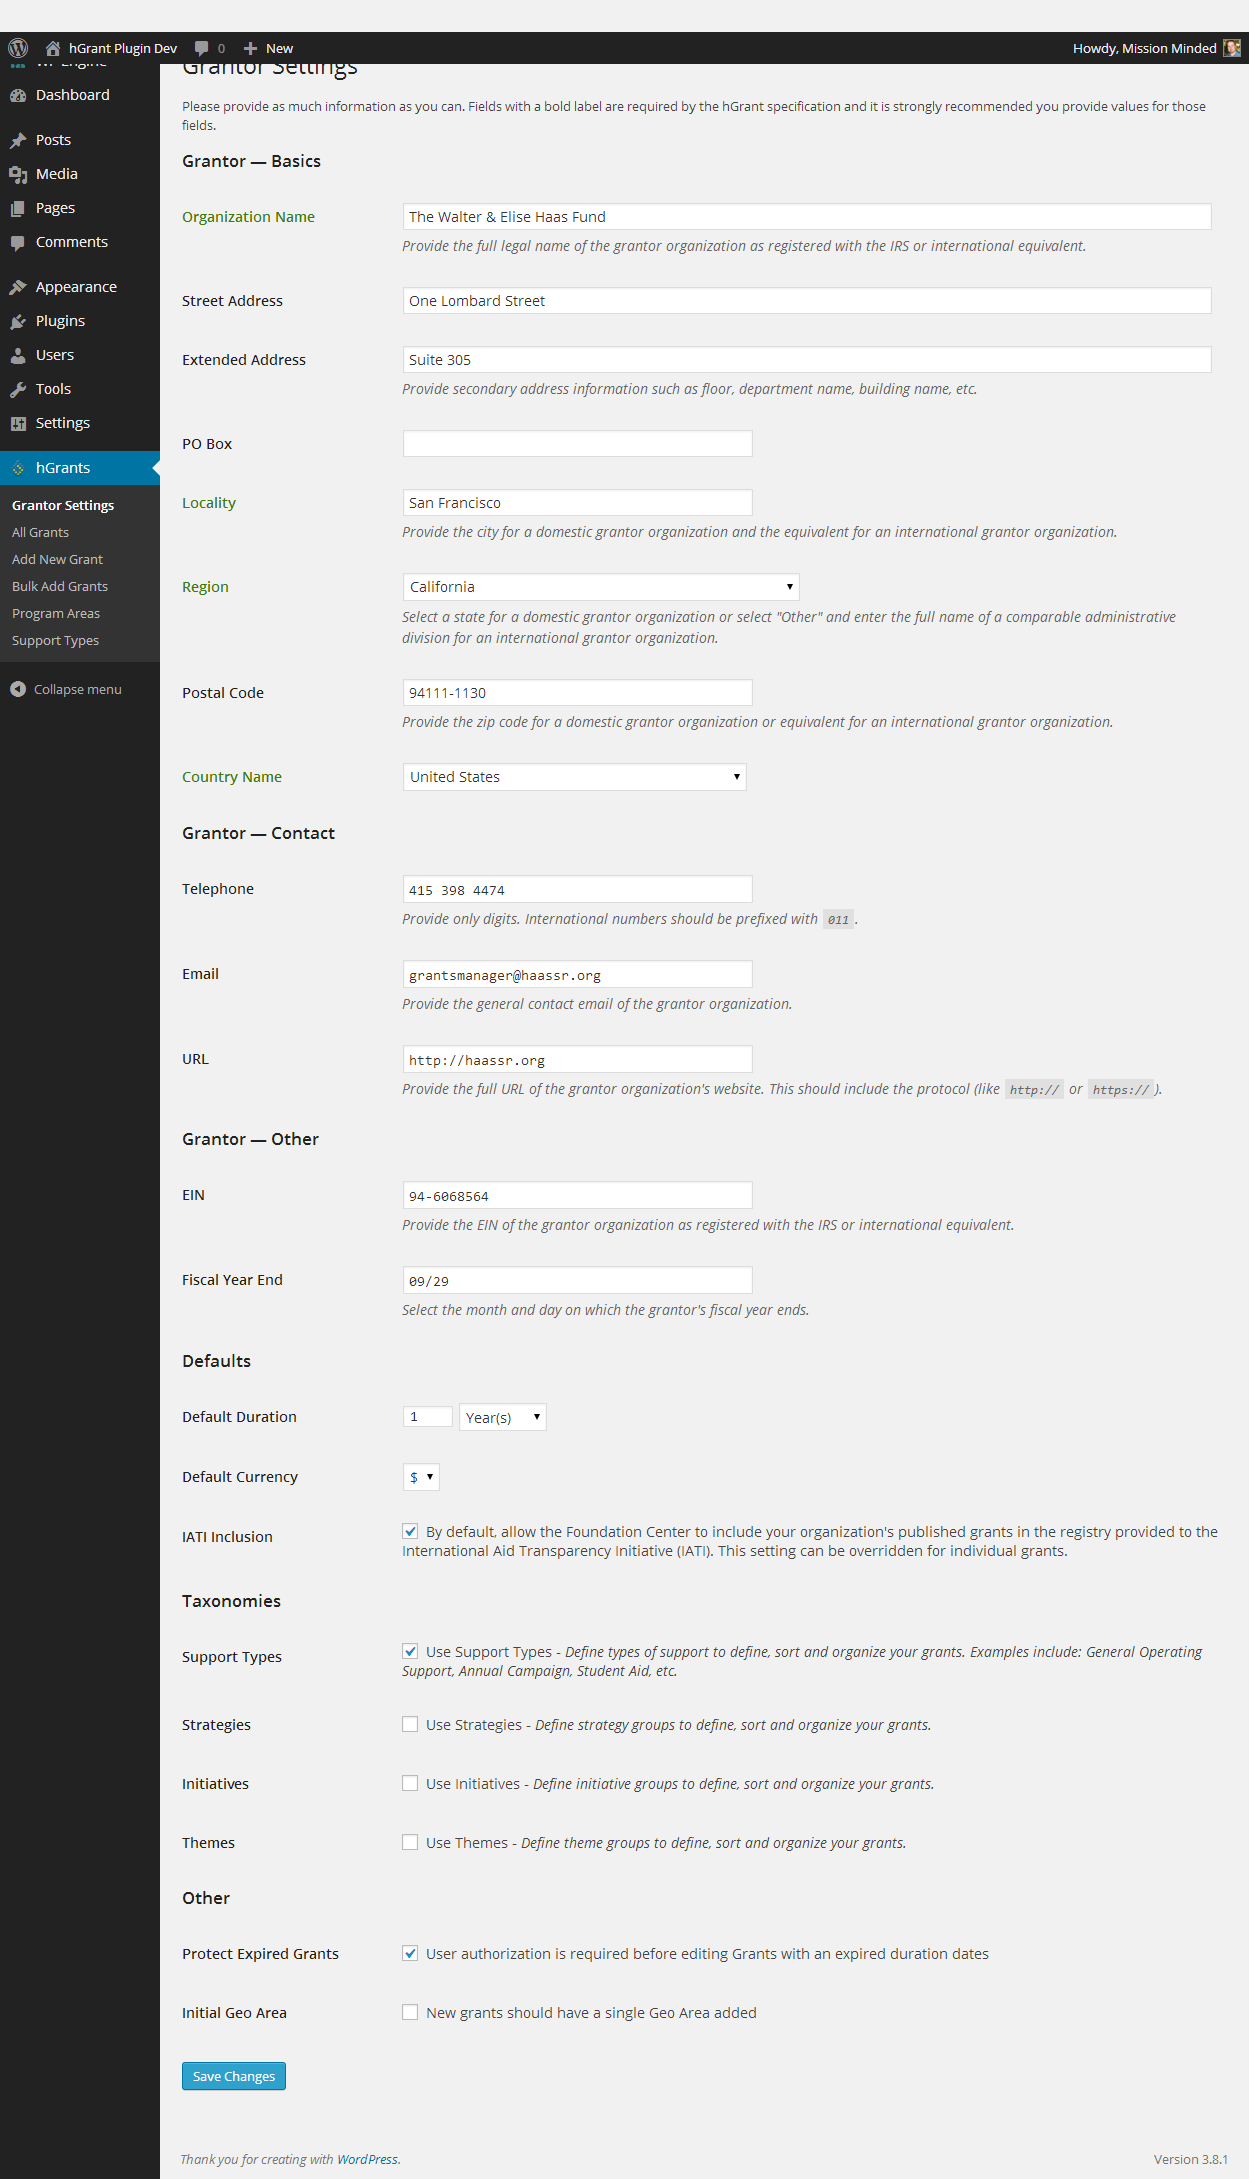 hGrant Plugin Dev 0 New Howdy, Mission Minded
WP Engine
Dashboard
Posts
Media
Pages
Comments
Appearance
Plugins
Users
Tools
Settings
hGrants
Grantor Settings
All Grants
Add New Grant
Bulk Add Grants
Program Areas
Support Types
Collapse menu
Grantor Settings
Please provide as much information as you can. Fields with a bold label are required by the hGrant specification and it is strongly recommended you provide values for those
fields.
Grantor — Basics
Organization Name The Walter & Elise Haas Fund
Provide the full legal name of the grantor organization as registered with the IRS or international equivalent.
Street Address One Lombard Street
Extended Address Suite 305
Provide secondary address information such as floor, department name, building name, etc.
PO Box
Locality San Francisco
Provide the city for a domestic grantor organization and the equivalent for an international grantor organization.
Region California
Select a state for a domestic grantor organization or select "Other" and enter the full name of a comparable administrative
division for an international grantor organization.
Postal Code 94111-1130
Provide the zip code for a domestic grantor organization or equivalent for an international grantor organization.
Country Name United States
Grantor — Contact
Telephone 415 398 4474
Provide only digits. International numbers should be prefixed with 011 .
Email grantsmanager@haassr.org
Provide the general contact email of the grantor organization.
URL http://haassr.org
Provide the full URL of the grantor organization's website. This should include the protocol (like http:// or https:// ).
Grantor — Other
EIN 94-6068564
Provide the EIN of the grantor organization as registered with the IRS or international equivalent.
Fiscal Year End 09/29
Select the month and day on which the grantor's fiscal year ends.
Defaults
Default Duration 1 Year(s)
Default Currency $
IATI Inclusion By default, allow the Foundation Center to include your organization's published grants in the registry provided to the
International Aid Transparency Initiative (IATI). This setting can be overridden for individual grants.
Taxonomies
Support Types Use Support Types - Define types of support to define, sort and organize your grants. Examples include: General Operating
Support, Annual Campaign, Student Aid, etc.
Strategies Use Strategies - Define strategy groups to define, sort and organize your grants.
Initiatives Use Initiatives - Define initiative groups to define, sort and organize your grants.
Themes Use Themes - Define theme groups to define, sort and organize your grants.
Other
Protect Expired Grants User authorization is required before editing Grants with an expired duration dates
Initial Geo Area New grants should have a single Geo Area added
Save Changes
Thank you for creating with WordPress. Version 3.8.1